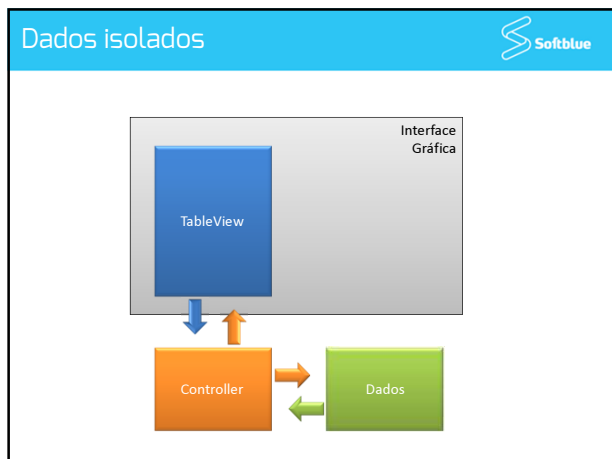 Dados isolados
Softblue
Interface
Gráfica
TableView
Controller
Dados